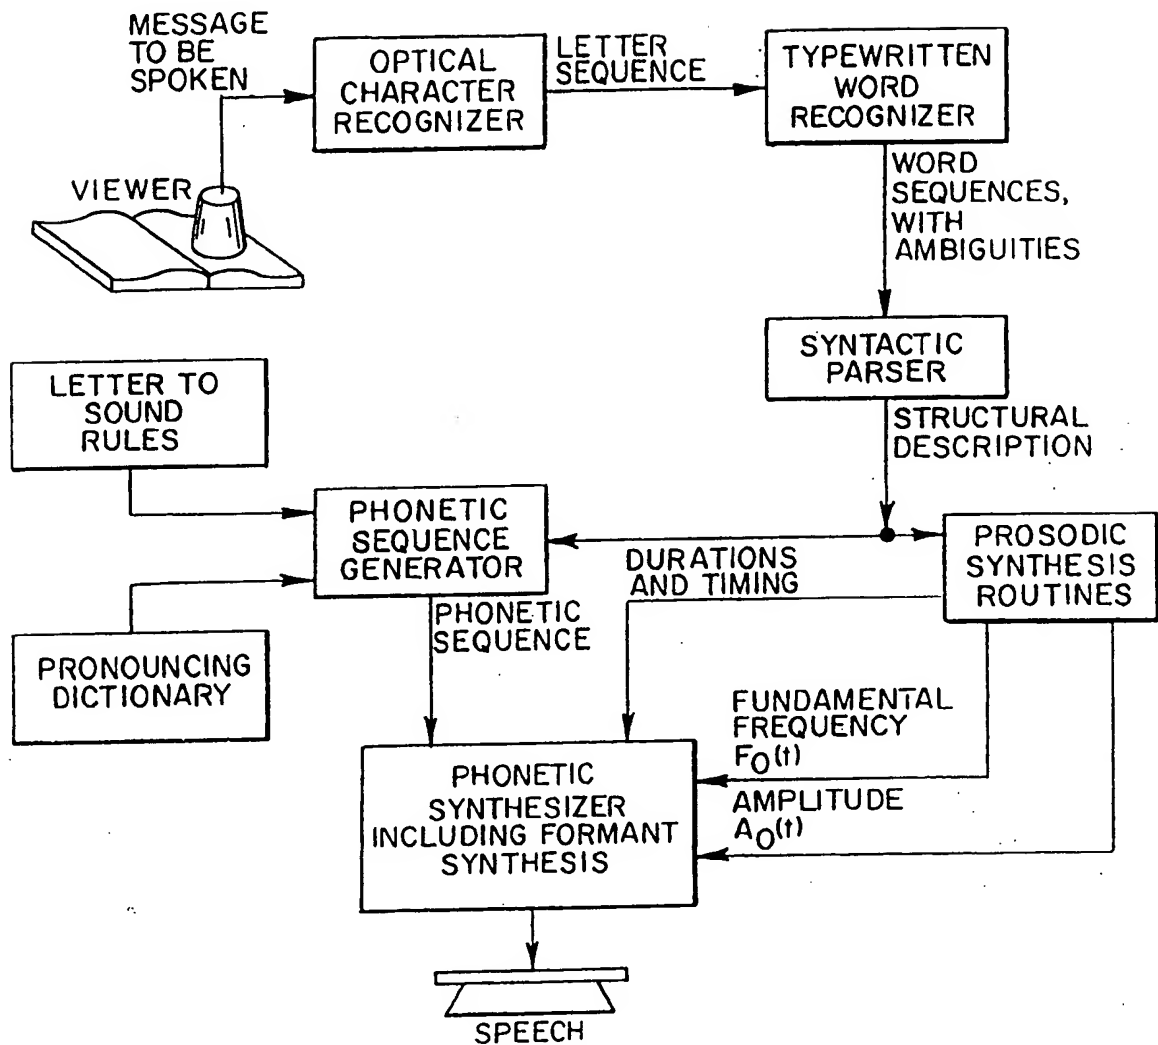 MESSAGE
TO BE
SPOKEN
OPTICAL
CHARACTER
RECOGNIZER
LETTER
SEQUENCE
TYPEWRITTEN
WORD
RECOGNIZER
VIEWER
WORD
SEQUENCES,
WITH
AMBIGUITIES
SYNTACTIC
PARSER
STRUCTURAL
DESCRIPTION
LETTER TO
SOUND
RULES
PHONETIC
SEQUENCE
GENERATOR
DURATIONS
AND TIMING
PROSODIC
SYNTHESIS
ROUTINES
PHONETIC
SEQUENCE
PRONOUNCING
DICTIONARY
FUNDAMENTAL
FREQUENCY
FO(t)
AMPLITUDE
AO(t)
PHONETIC
SYNTHESIZER
INCLUDING FORMANT
SYNTHESIS
SPEECH